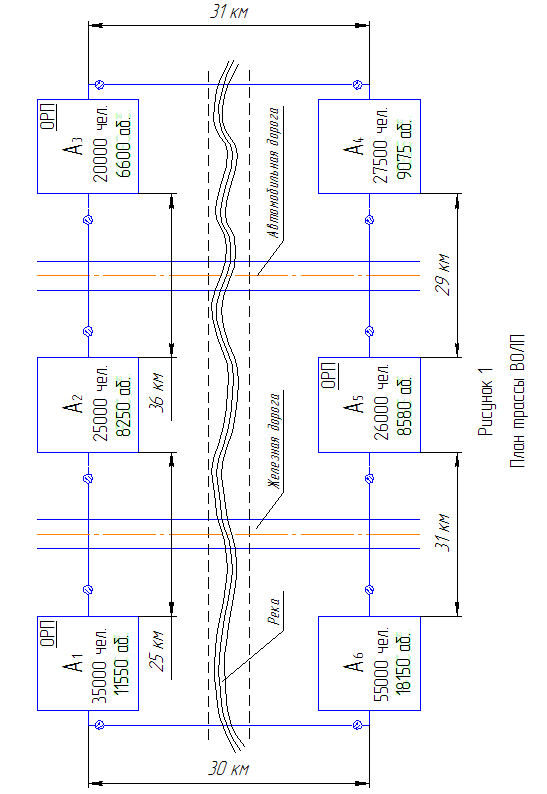 ОРП
А1
35000 чел.
11550 аб.
А2
25000 чел.
8250 аб.
ОРП
А3
20000 чел.
6600 аб.
25 км
36 км
30 км
31 км
Река
Железная дорога
Автомобильная дорога
А6
55000 чел.
18150 аб.
ОРП
А5
26000 чел.
8580 аб.
А4
27500 чел.
9075 аб.
31 км
29 км
Рисунок 1
План трассы ВОЛП